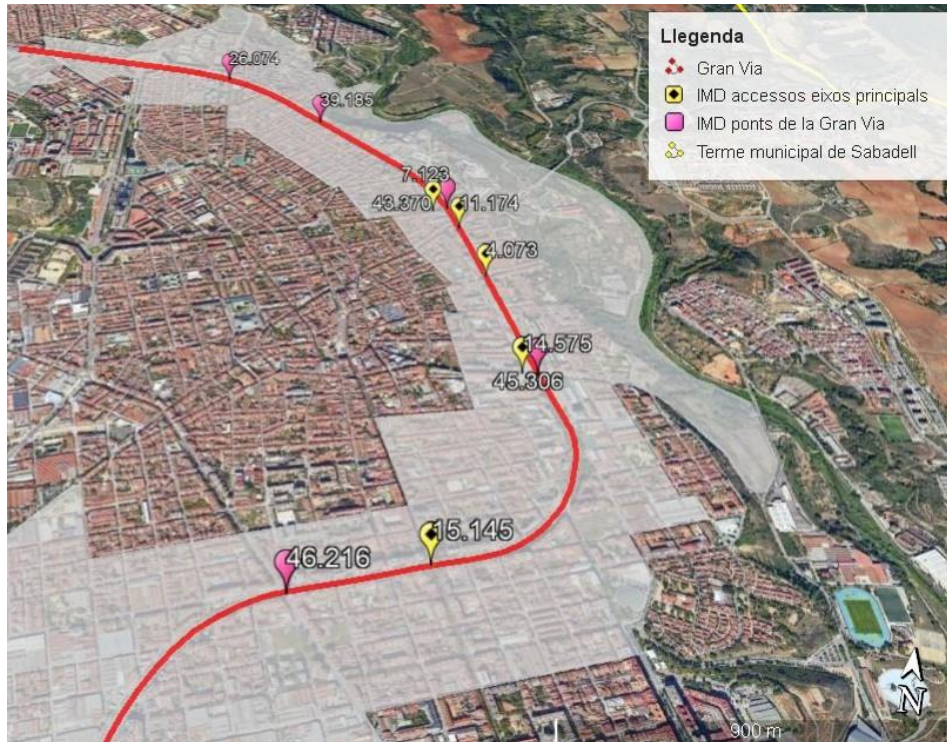 Llegenda
Gran Via
IMD accessos eixos principals
IMD ponts de la Gran Via
Terme municipal de Sabadell
26.074
39.185
7.123
43.370
11.174
4.073
14.575
45.306
15.145
46.216
N
900 m